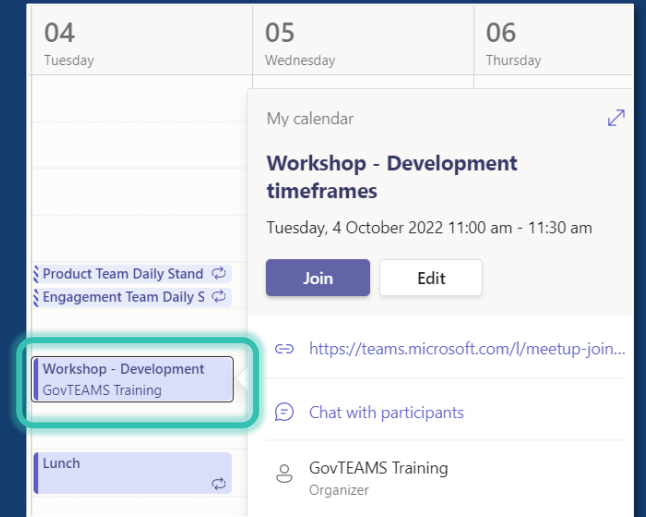 04
Tuesday
05
Wednesday
06
Thursday
Product Team Daily Stand
Engagement Team Daily S
Workshop - Development
GovTEAMS Training
Lunch
My calendar
Workshop - Development
timeframes
Tuesday, 4 October 2022 11:00 am - 11:30 am
Join
Edit
https://teams.microsoft.com/l/meetup-join...
Chat with participants
GovTEAMS Training
Organizer